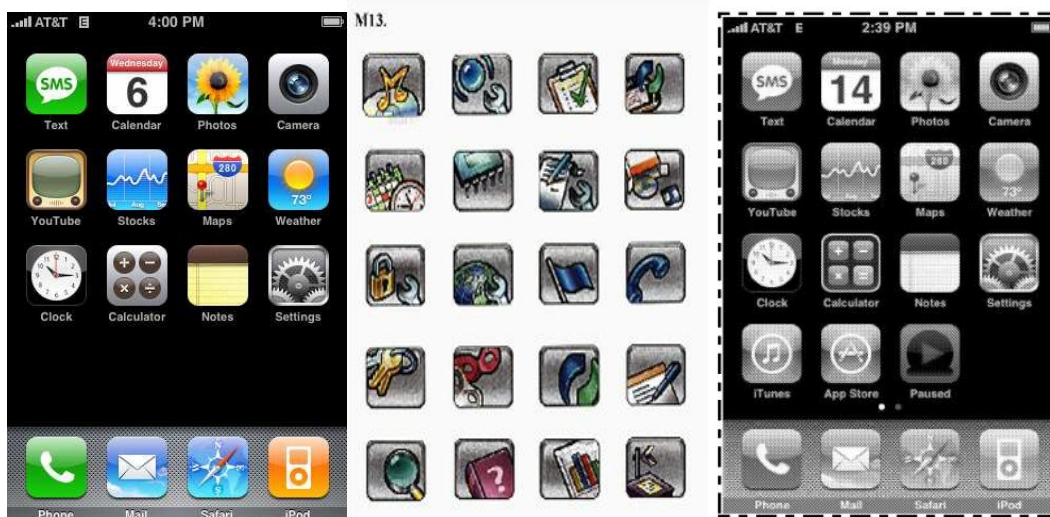 AT&T E 4:00 PM
Wednesday
SMS 6
Text Calendar Photos Camera
280
73°
YouTube Stocks Maps Weather
Clock Calculator Notes Settings
Phone Mail Safari iPod
M13.
?
AT&T E 2:39 PM
Monday
SMS 14
Text Calendar Photos Camera
280
73°
YouTube Stocks Maps Weather
Clock Calculator Notes Settings
iTunes App Store Paused
Phone Mail Safari iPod